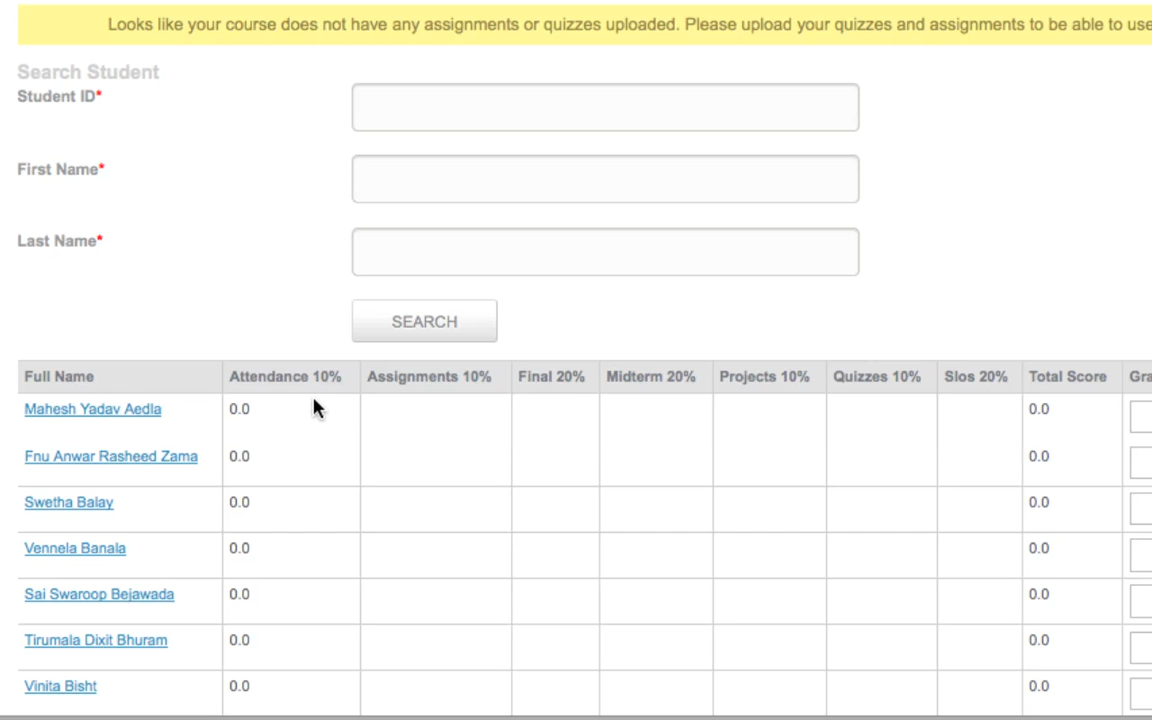 Looks like your course does not have any assignments or quizzes uploaded. Please upload your quizzes and assignments to be able to use
Search Student
Student ID*
First Name*
Last Name*
SEARCH
Full Name Attendance 10% Assignments 10% Final 20% Midterm 20% Projects 10% Quizzes 10% Slos 20% Total Score Gra
Mahesh Yadav Aedla 0.0 0.0
Fnu Anwar Rasheed Zama 0.0 0.0
Swetha Balay 0.0 0.0
Vennela Banala 0.0 0.0
Sai Swaroop Bejawada 0.0 0.0
Tirumala Dixit Bhuram 0.0 0.0
Vinita Bisht 0.0 0.0